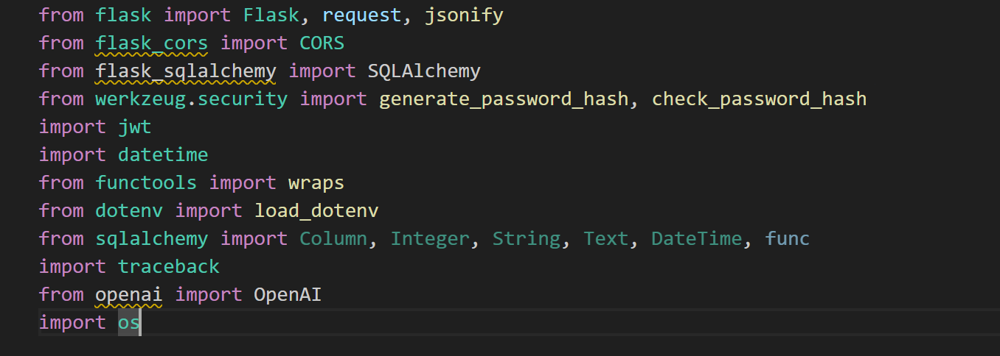 from flask import Flask, request, jsonify
from flask_cors import CORS
from flask_sqlalchemy import SQLAlchemy
from werkzeug.security import generate_password_hash, check_password_hash
import jwt
import datetime
from functools import wraps
from dotenv import load_dotenv
from sqlalchemy import Column, Integer, String, Text, DateTime, func
import traceback
from openai import OpenAI
import os